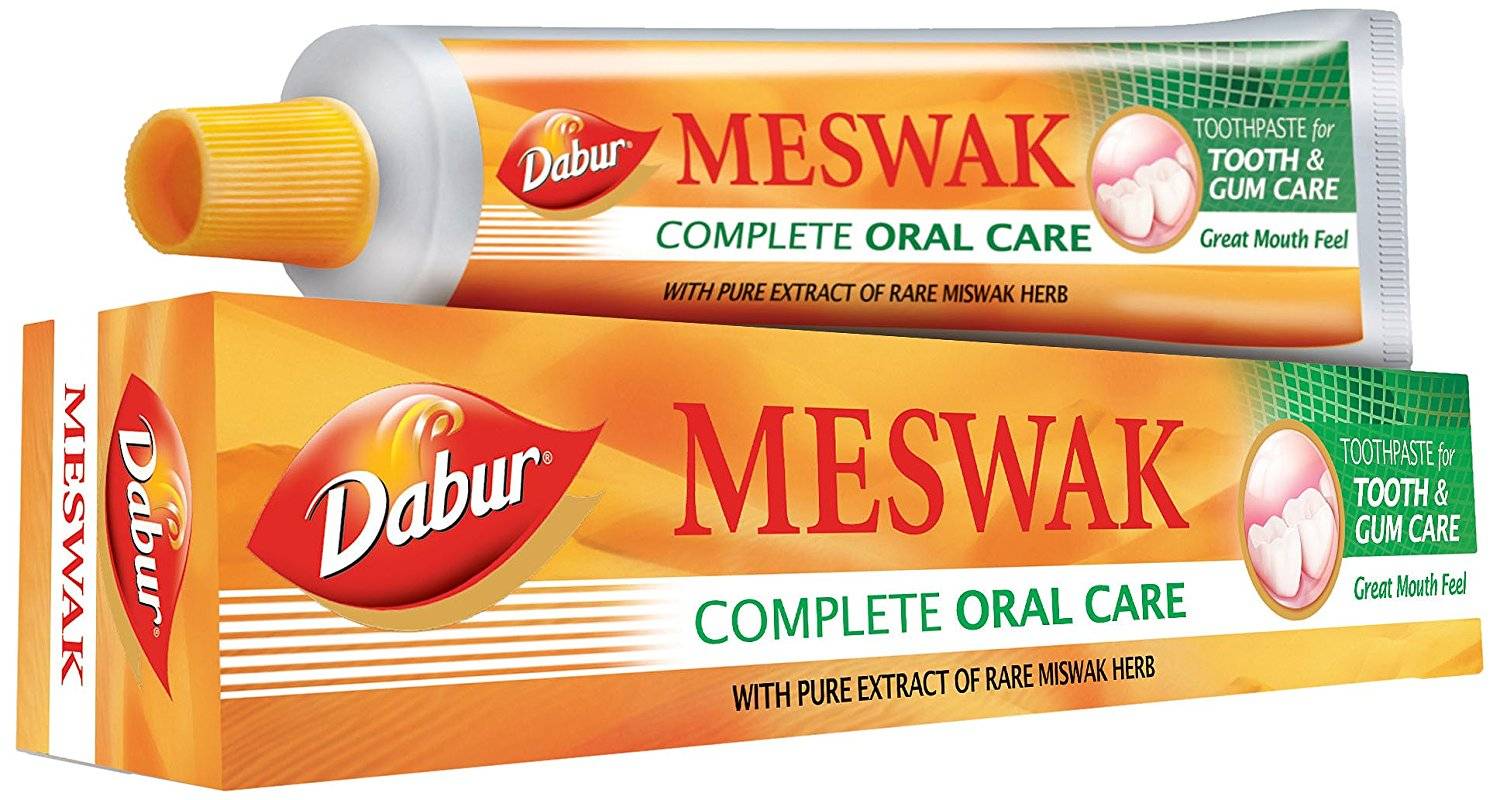 Dabur®
MESWAK
TOOTHPASTE for
TOOTH &
GUM CARE
COMPLETE ORAL CARE
Great Mouth Feel
WITH PURE EXTRACT OF RARE MISWAK HERB
MESWAK
Dabur®
Dabur®
MESWAK
TOOTHPASTE for
TOOTH &
GUM CARE
COMPLETE ORAL CARE
Great Mouth Feel
WITH PURE EXTRACT OF RARE MISWAK HERB